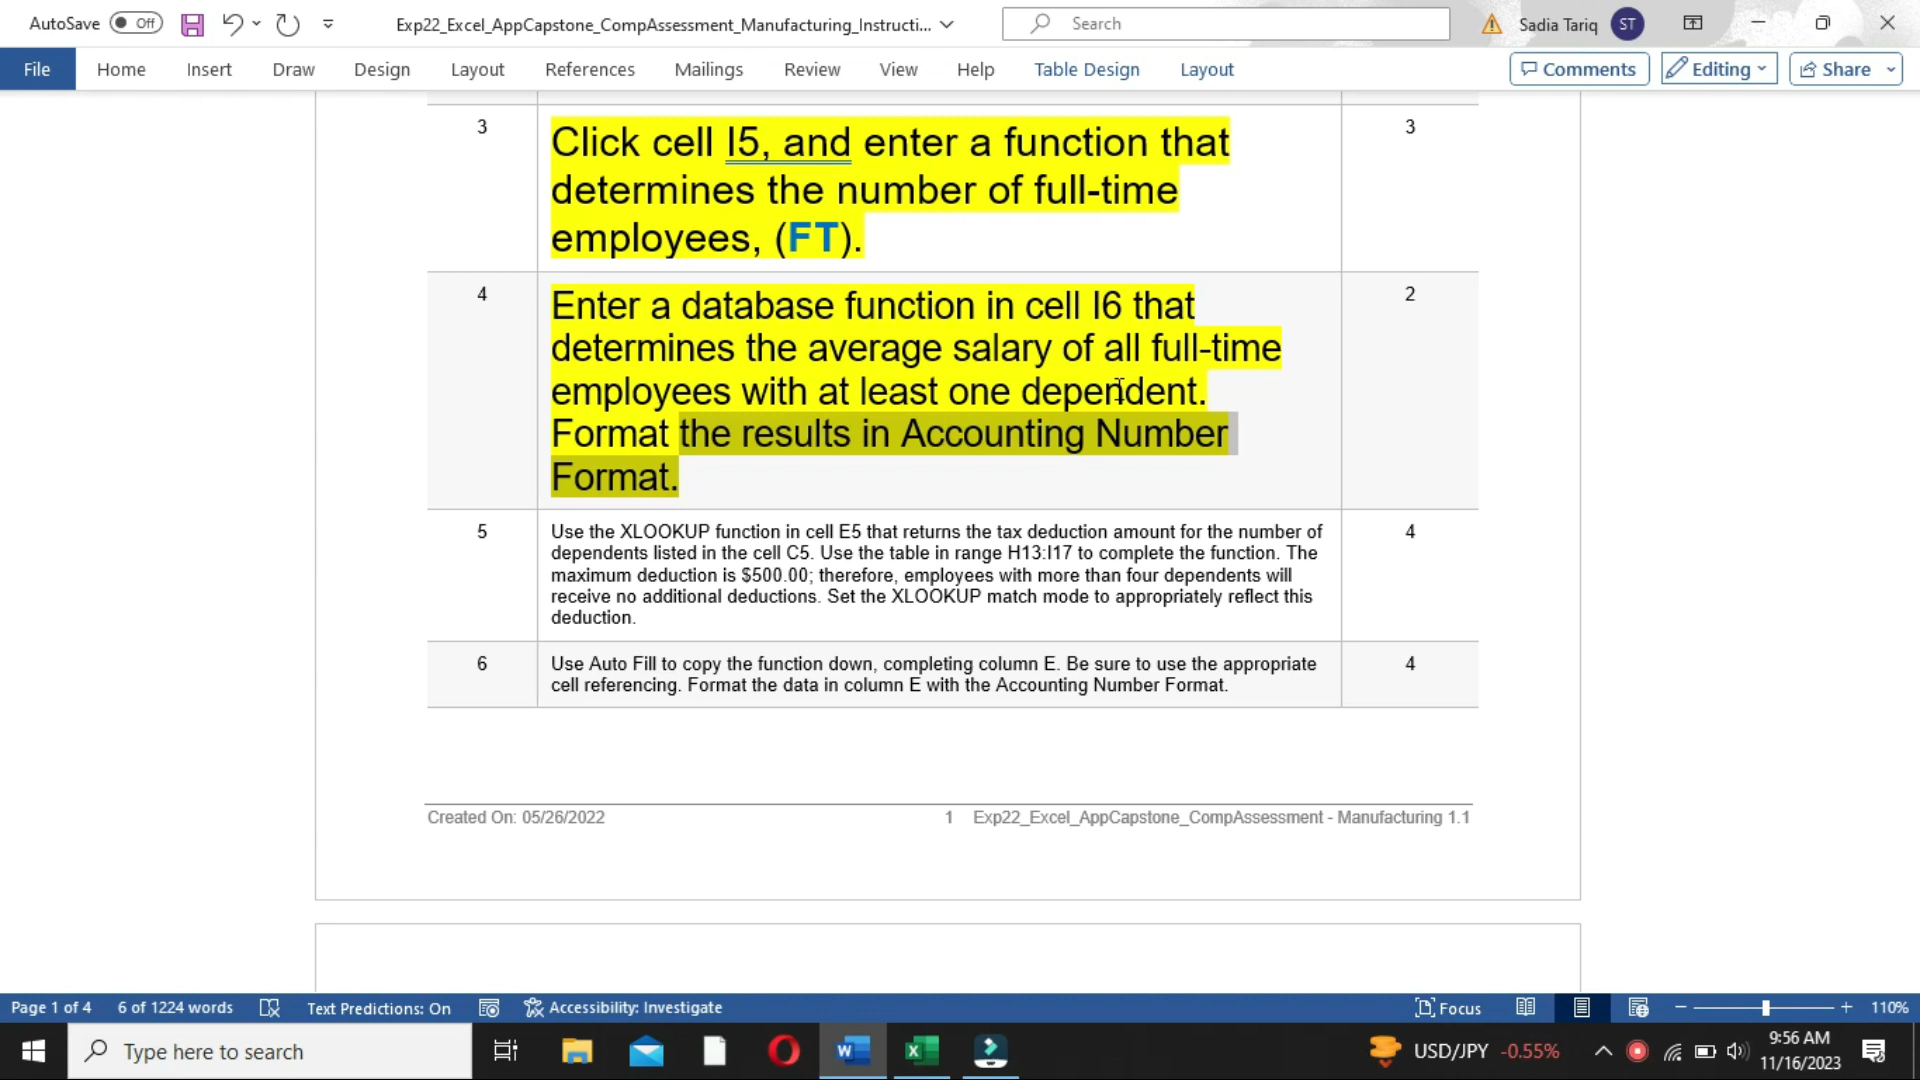 AutoSave Off Exp22_Excel_AppCapstone_CompAssessment_Manufacturing_Instructi... Search Sadia Tariq ST
File Home Insert Draw Design Layout References Mailings Review View Help Table Design Layout Comments Editing Share
3 Click cell I5, and enter a function that 3
determines the number of full-time
employees, (FT).
4 Enter a database function in cell I6 that 2
determines the average salary of all full-time
employees with at least one dependent.
Format the results in Accounting Number
Format.
5 Use the XLOOKUP function in cell E5 that returns the tax deduction amount for the number of 4
dependents listed in the cell C5. Use the table in range H13:I17 to complete the function. The
maximum deduction is $500.00; therefore, employees with more than four dependents will
receive no additional deductions. Set the XLOOKUP match mode to appropriately reflect this
deduction.
6 Use Auto Fill to copy the function down, completing column E. Be sure to use the appropriate 4
cell referencing. Format the data in column E with the Accounting Number Format.
Created On: 05/26/2022 1 Exp22_Excel_AppCapstone_CompAssessment - Manufacturing 1.1
Page 1 of 4 6 of 1224 words Text Predictions: On Accessibility: Investigate Focus 110%
Type here to search USD/JPY -0.55% 9:56 AM
11/16/2023